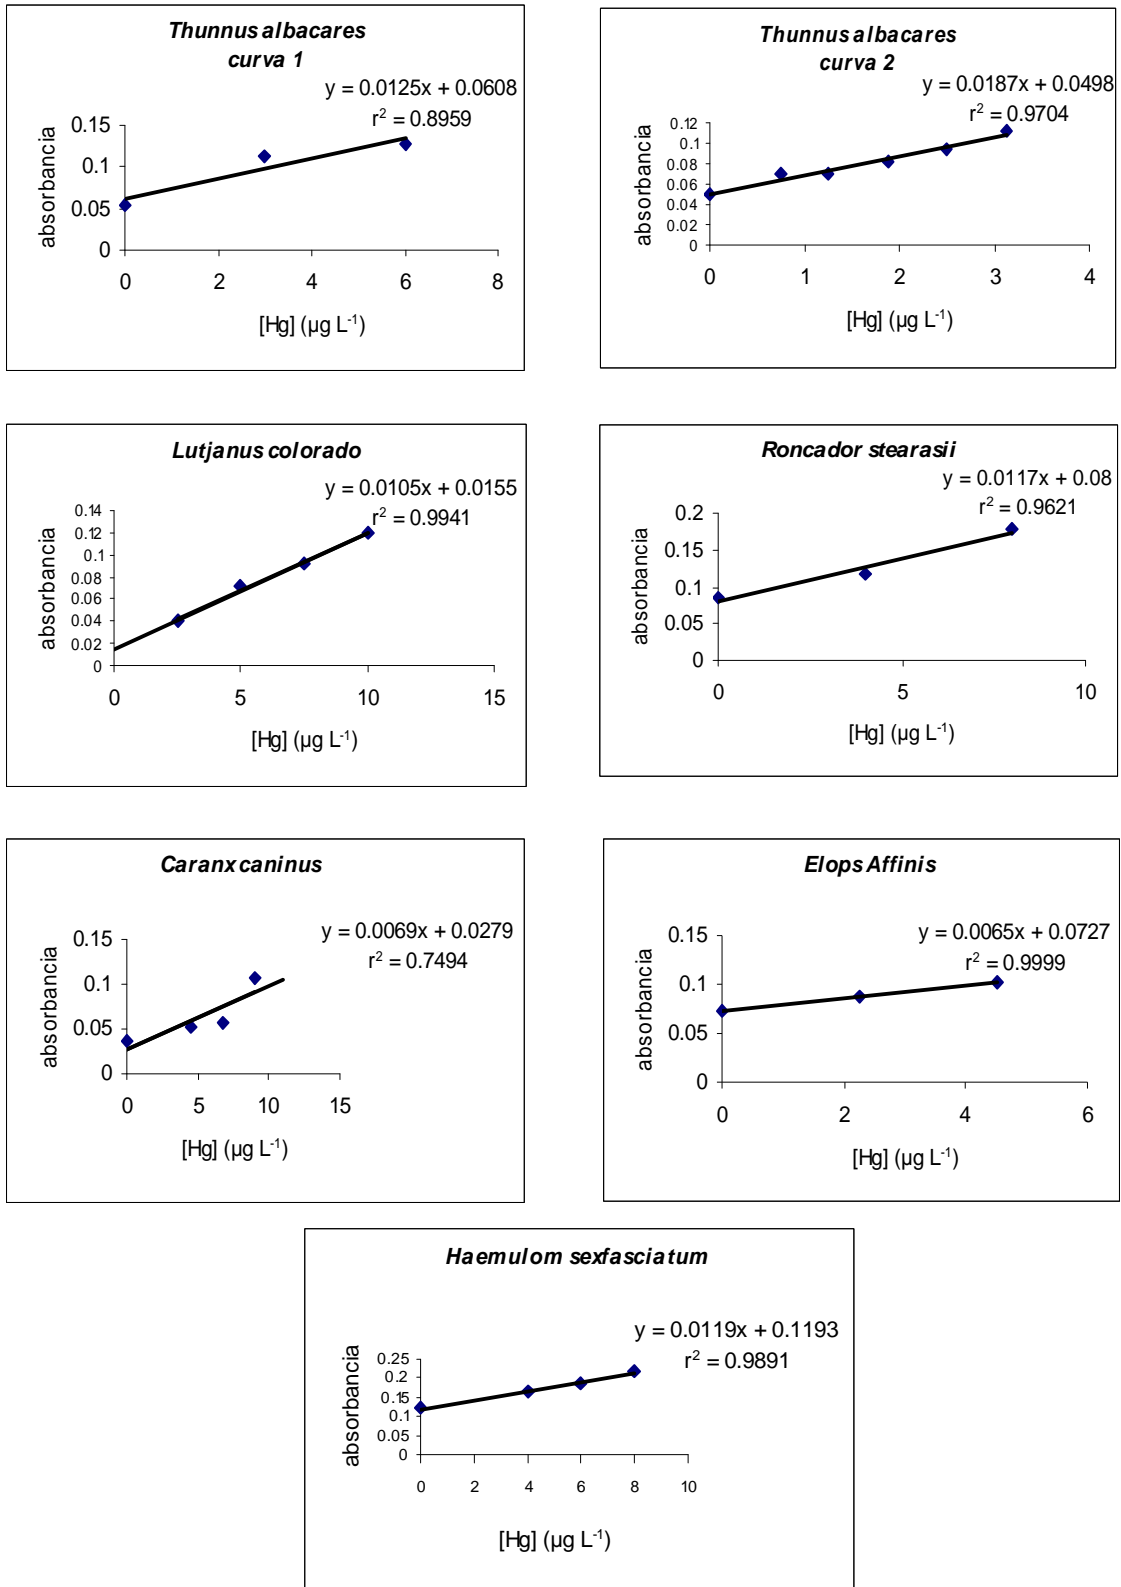 Thunnus albacares
curva 1
y = 0.0125x + 0.0608
r² = 0.8959
0.15
0.1
0.05
0
absorbancia
0 2 4 6 8
[Hg] (µg L⁻¹)
Thunnus albacares
curva 2
y = 0.0187x + 0.0498
r² = 0.9704
0.12
0.1
0.08
0.06
0.04
0.02
0
absorbancia
0 1 2 3 4
[Hg] (µg L⁻¹)
Lutjanus colorado
y = 0.0105x + 0.0155
r² = 0.9941
0.14
0.12
0.1
0.08
0.06
0.04
0.02
0
absorbancia
0 5 10 15
[Hg] (µg L⁻¹)
Roncador stearasii
y = 0.0117x + 0.08
r² = 0.9621
0.2
0.15
0.1
0.05
0
absorbancia
0 5 10
[Hg] (µg L⁻¹)
Caranx caninus
y = 0.0069x + 0.0279
r² = 0.7494
0.15
0.1
0.05
0
absorbancia
0 5 10 15
[Hg] (µg L⁻¹)
Elops Affinis
y = 0.0065x + 0.0727
r² = 0.9999
0.15
0.1
0.05
0
absorbancia
0 2 4 6
[Hg] (µg L⁻¹)
Haemulom sexfasciatum
y = 0.0119x + 0.1193
r² = 0.9891
0.25
0.2
0.15
0.1
0.05
0
absorbancia
0 2 4 6 8 10
[Hg] (µg L⁻¹)